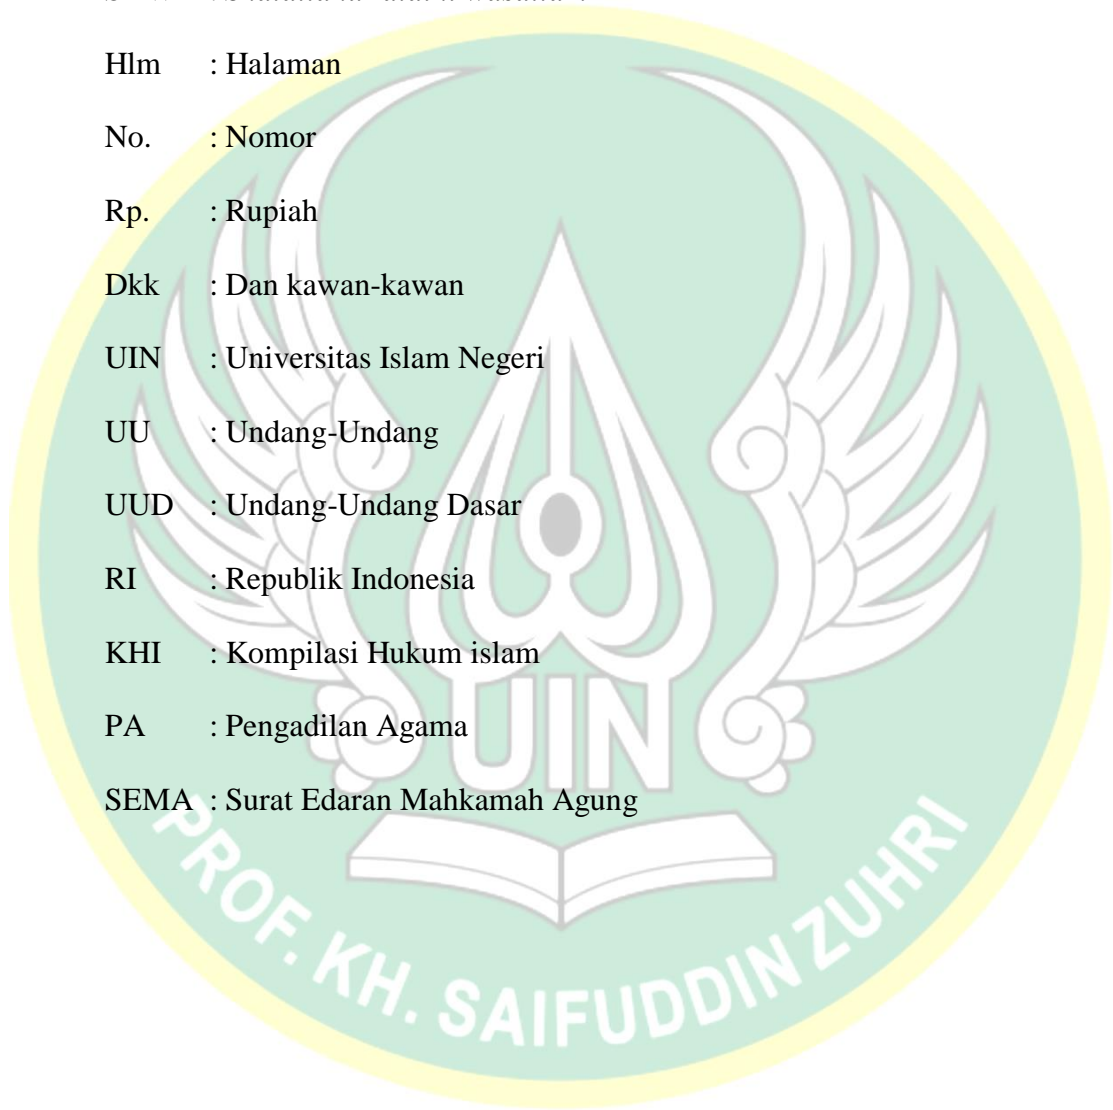 Hlm : Halaman
No. : Nomor
Rp. : Rupiah
Dkk : Dan kawan-kawan
UIN : Universitas Islam Negeri
UU : Undang-Undang
UUD : Undang-Undang Dasar
RI : Republik Indonesia
KHI : Kompilasi Hukum islam
PA : Pengadilan Agama
SEMA : Surat Edaran Mahkamah Agung
UIN
PROF. KH. SAIFUDDIN ZUHRI